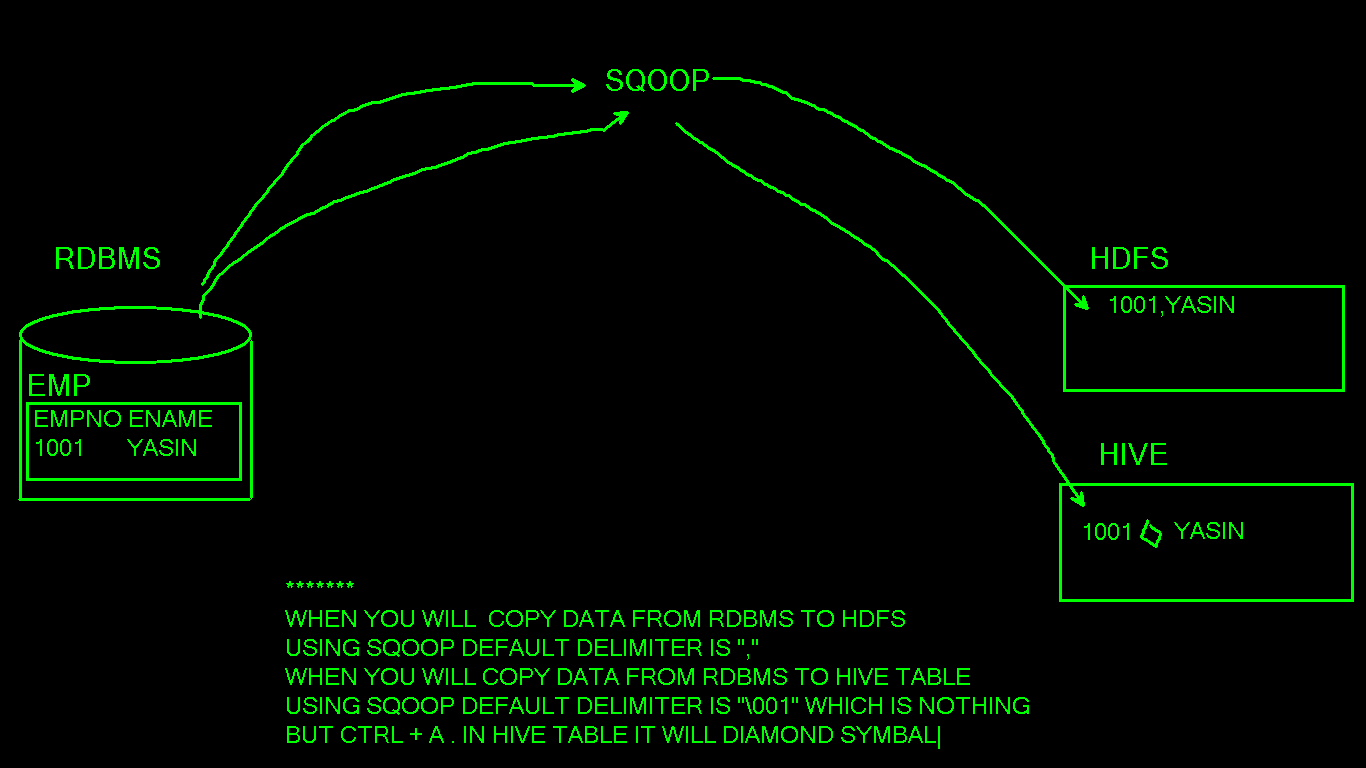 SQOOP
RDBMS
EMP
EMPNO ENAME
1001 YASIN
HDFS
1001,YASIN
HIVE
1001 YASIN
*******
WHEN YOU WILL COPY DATA FROM RDBMS TO HDFS
USING SQOOP DEFAULT DELIMITER IS ","
WHEN YOU WILL COPY DATA FROM RDBMS TO HIVE TABLE
USING SQOOP DEFAULT DELIMITER IS "\001" WHICH IS NOTHING
BUT CTRL + A . IN HIVE TABLE IT WILL DIAMOND SYMBAL